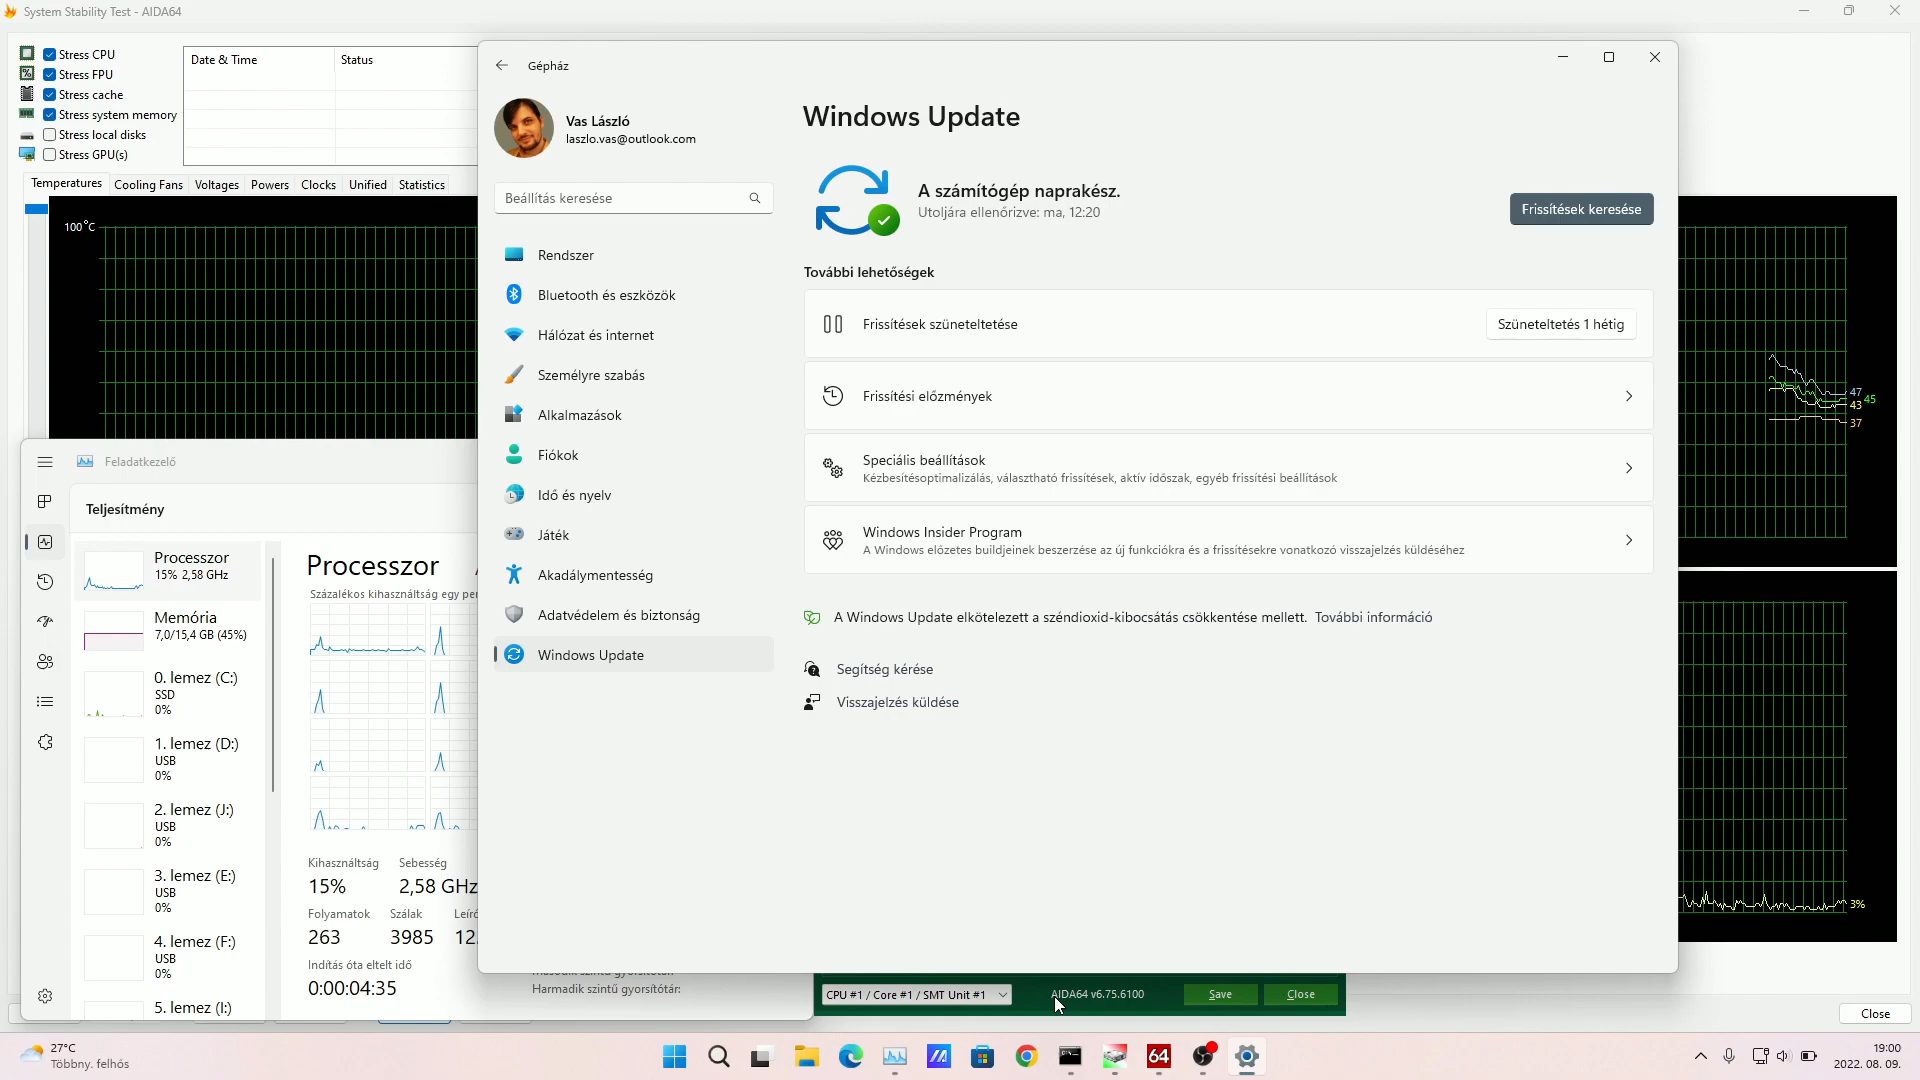 System Stability Test - AIDA64
Stress CPU
Stress FPU
Stress cache
Stress system memory
Stress local disks
Stress GPU(s)
Date & Time
Status
Temperatures
Cooling Fans
Voltages
Powers
Clocks
Unified
Statistics
100°C
47
45
43
37
3%
Close
Gépház
Vas László
laszlo.vas@outlook.com
Beállítás keresése
Rendszer
Bluetooth és eszközök
Hálózat és internet
Személyre szabás
Alkalmazások
Fiókok
Idő és nyelv
Játék
Akadálymentesség
Adatvédelem és biztonság
Windows Update
Windows Update
A számítógép naprakész.
Utoljára ellenőrizve: ma, 12:20
Frissítések keresése
További lehetőségek
Frissítések szüneteltetése
Szüneteltetés 1 hétig
Frissítési előzmények
Speciális beállítások
Kézbesítésoptimalizálás, választható frissítések, aktív időszak, egyéb frissítési beállítások
Windows Insider Program
A Windows előzetes buildjeinek beszerzése az új funkciókra és a frissítésekre vonatkozó visszajelzés küldéséhez
A Windows Update elkötelezett a széndioxid-kibocsátás csökkentése mellett. További információ
Segítség kérése
Visszajelzés küldése
Feladatkezelő
Teljesítmény
Processzor
15% 2,58 GHz
Memória
7,0/15,4 GB (45%)
0. lemez (C:)
SSD
0%
1. lemez (D:)
USB
0%
2. lemez (J:)
USB
0%
3. lemez (E:)
USB
0%
4. lemez (F:)
USB
0%
5. lemez (I:)
Processzor
Százalékos kihasználtság egy
Kihasználtság
Sebesség
15%
2,58 GHz
Folyamatok
Szálak
263
3985
Indítás óta eltelt idő
0:00:04:35
Harmadik szintű gyorsítótár:
CPU #1 / Core #1 / SMT Unit #1
AIDA64 v6.75.6100
Save
Close
27°C
Többny. felhős
64
19:00
2022. 08. 09.